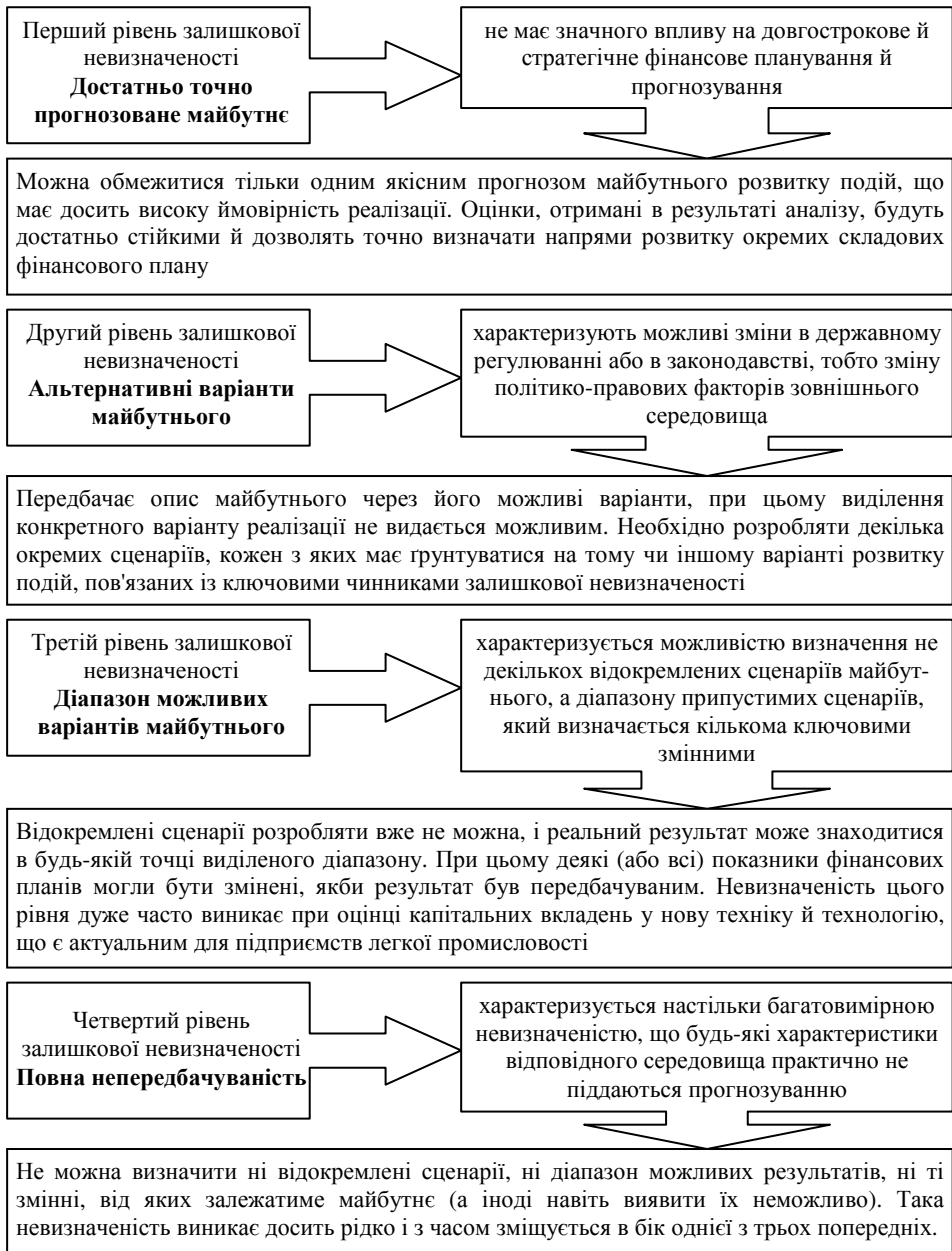 Перший рівень залишкової
невизначеності
Достатньо точно
прогнозоване майбутнє
не має значного впливу на довгострокове й
стратегічне фінансове планування й
прогнозування
Можна обмежитися тільки одним якісним прогнозом майбутнього розвитку подій, що
має досить високу ймовірність реалізації. Оцінки, отримані в результаті аналізу, будуть
достатньо стійкими й дозволять точно визначати напрями розвитку окремих складових
фінансового плану
Другий рівень залишкової
невизначеності
Альтернативні варіанти
майбутнього
характеризують можливі зміни в державному
регулюванні або в законодавстві, тобто зміну
політико-правових факторів зовнішнього
середовища
Передбачає опис майбутнього через його можливі варіанти, при цьому виділення
конкретного варіанту реалізації не видається можливим. Необхідно розробляти декілька
окремих сценаріїв, кожен з яких має ґрунтуватися на тому чи іншому варіанті розвитку
подій, пов'язаних із ключовими чинниками залишкової невизначеності
Третій рівень залишкової
невизначеності
Діапазон можливих
варіантів майбутнього
характеризується можливістю визначення не
декількох відокремлених сценаріїв майбут-
нього, а діапазону припустимих сценаріїв,
який визначається кількома ключовими
змінними
Відокремлені сценарії розробляти вже не можна, і реальний результат може знаходитися
в будь-якій точці виділеного діапазону. При цьому деякі (або всі) показники фінансових
планів могли бути змінені, якби результат був передбачуваним. Невизначеність цього
рівня дуже часто виникає при оцінці капітальних вкладень у нову техніку й технологію,
що є актуальним для підприємств легкої промисловості
Четвертий рівень
залишкової невизначеності
Повна непередбачуваність
характеризується настільки багатовимірною
невизначеністю, що будь-які характеристики
відповідного середовища практично не
піддаються прогнозуванню
Не можна визначити ні відокремлені сценарії, ні діапазон можливих результатів, ні ті
змінні, від яких залежатиме майбутнє (а іноді навіть виявити їх неможливо). Така
невизначеність виникає досить рідко і з часом зміщується в бік однієї з трьох попередніх.